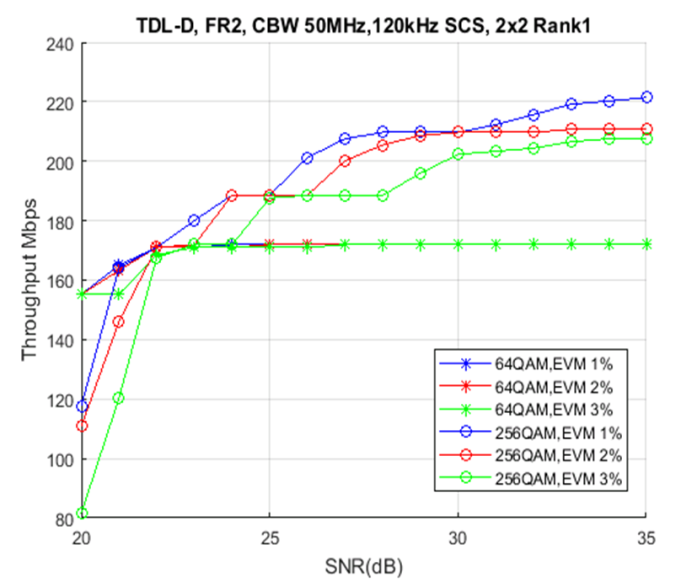 TDL-D, FR2, CBW 50MHz,120kHz SCS, 2x2 Rank1
240
220
200
180
160
140
120
100
80
Throughput Mbps
64QAM,EVM 1%
64QAM,EVM 2%
64QAM,EVM 3%
256QAM,EVM 1%
256QAM,EVM 2%
256QAM,EVM 3%
20
25
30
35
SNR(dB)